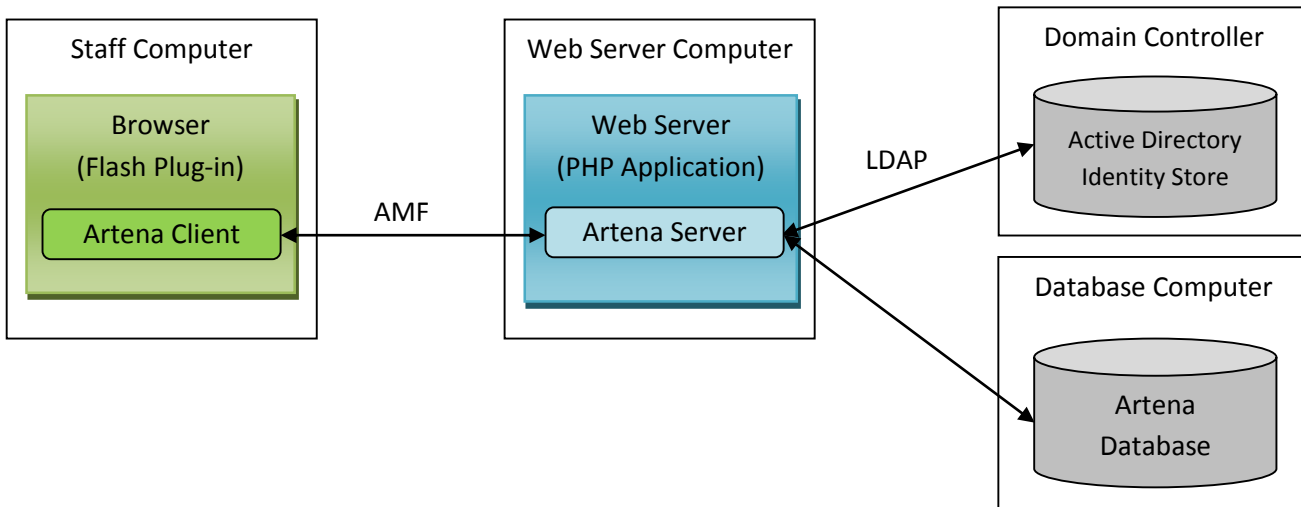 Staff Computer
Browser
(Flash Plug-in)
Artena Client
AMF
Web Server Computer
Web Server
(PHP Application)
Artena Server
LDAP
Domain Controller
Active Directory
Identity Store
Database Computer
Artena
Database